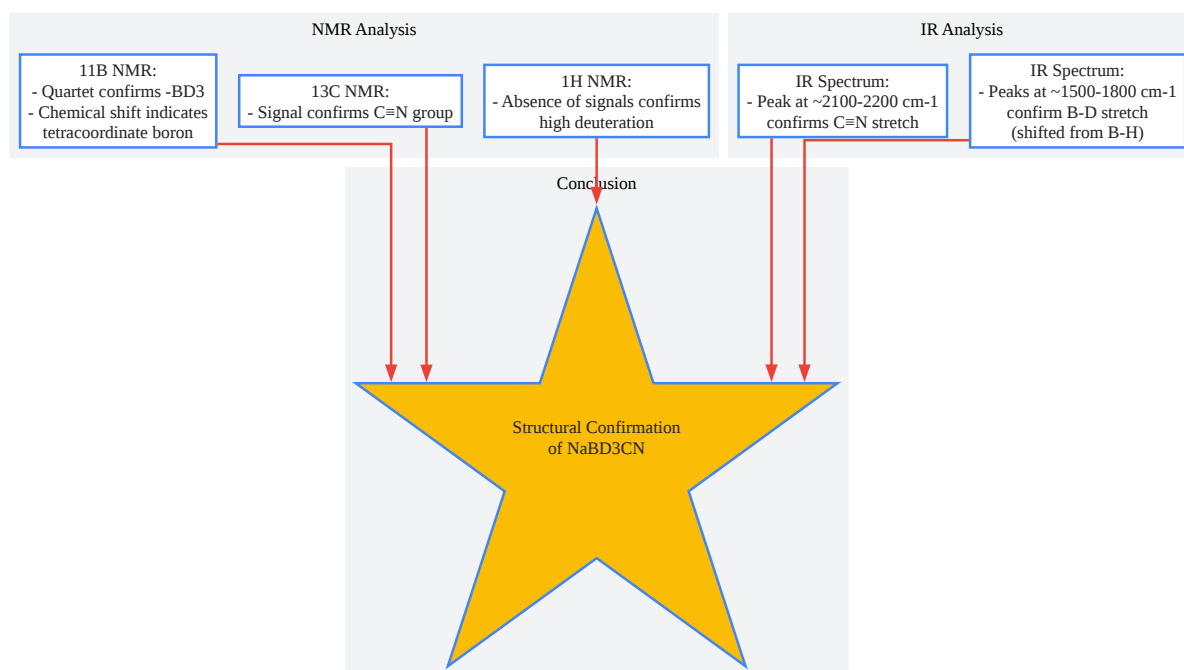 NMR Analysis
11B NMR:
- Quartet confirms -BD3
- Chemical shift indicates
tetracoordinate boron
13C NMR:
- Signal confirms C≡N group
1H NMR:
- Absence of signals confirms
high deuteration
IR Analysis
IR Spectrum:
- Peak at ~2100-2200 cm-1
confirms C≡N stretch
IR Spectrum:
- Peaks at ~1500-1800 cm-1
confirm B-D stretch
(shifted from B-H)
Conclusion
Structural Confirmation
of NaBD3CN